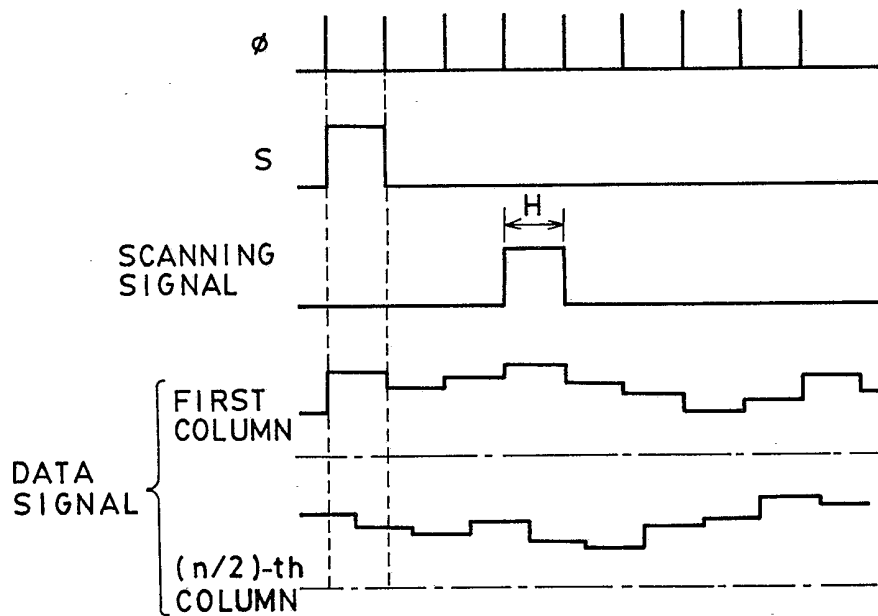 ø
S
H
SCANNING
SIGNAL
FIRST
COLUMN
DATA
SIGNAL
(n/2)-th
COLUMN